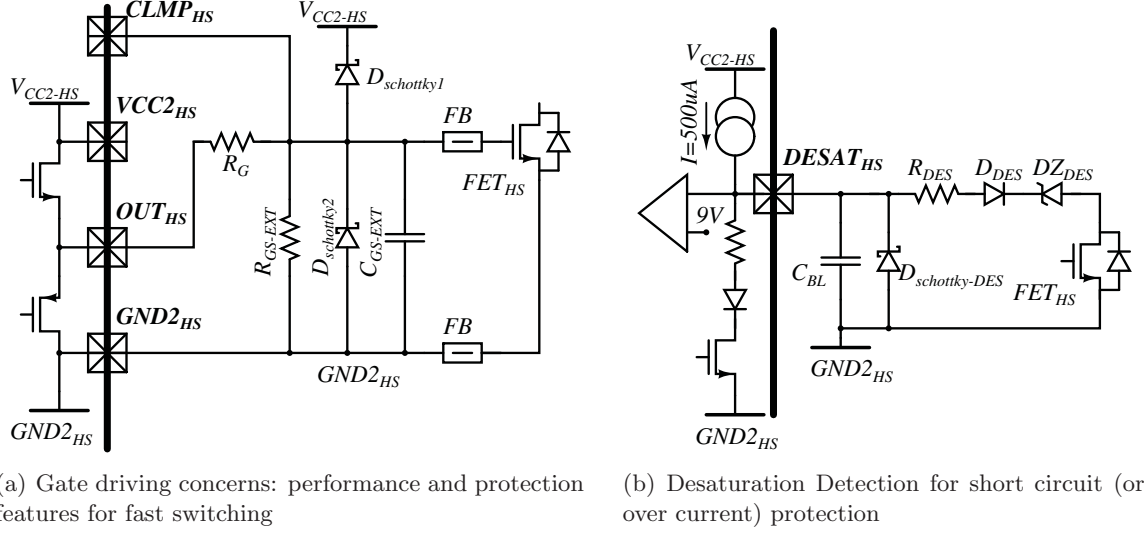 CLMP_HS
V_CC2-HS
D_schottky1
V_CC2-HS
VCC2_HS
FB
R_G
FET_HS
OUT_HS
R_GS-EXT
D_schottky2
C_GS-EXT
GND2_HS
FB
GND2_HS
GND2_HS
V_CC2-HS
I=500uA
DESAT_HS
R_DES
D_DES
DZ_DES
9V
C_BL
D_schottky-DES
FET_HS
GND2_HS
GND2_HS
(a) Gate driving concerns: performance and protection
features for fast switching
(b) Desaturation Detection for short circuit (or
over current) protection